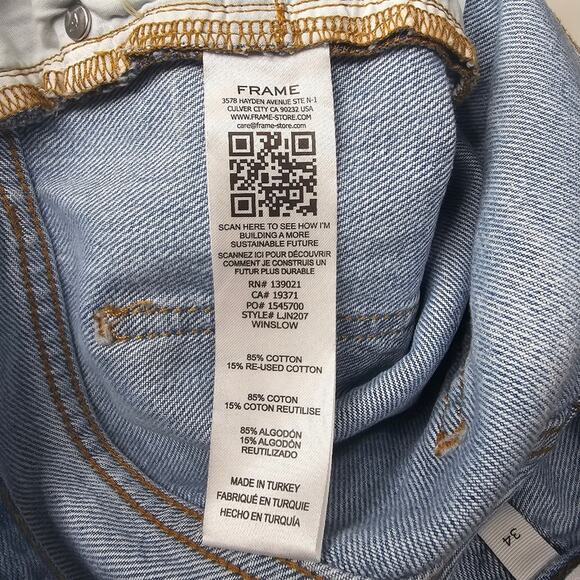 FRAME
3578 HAYDEN AVENUE STE N-1
CULVER CITY CA 90232 USA
WWW.FRAME-STORE.COM
care@frame-store.com
SCAN HERE TO SEE HOW I'M
BUILDING A MORE
SUSTAINABLE FUTURE
SCANNEZ ICI POUR DÉCOUVRIR
COMMENT JE CONSTRUIS UN
FUTUR PLUS DURABLE
RN# 139021
CA# 19371
PO# 1545700
STYLE# LJN207
WINSLOW
85% COTTON
15% RE-USED COTTON
85% COTON
15% COTON REUTILISE
85% ALGODÓN
15% ALGODÓN
REUTILIZADO
MADE IN TURKEY
FABRIQUÉ EN TURQUIE
HECHO EN TURQUÍA
34